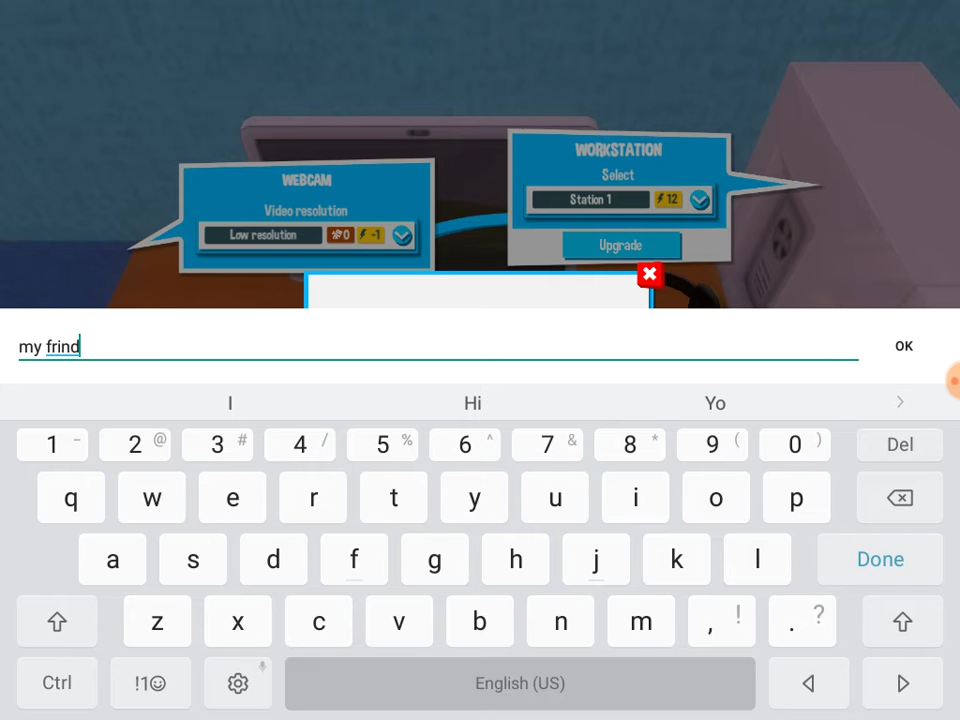 WEBCAM
Video resolution
Low resolution 0 -1
WORKSTATION
Select
Station 1 12
Upgrade
my frind
OK
I Hi Yo
1 - 2 @ 3 # 4 / 5 % 6 ^ 7 & 8 * 9 ( 0 ) Del
q w e r t y u i o p
a s d f g h j k l Done
z x c v b n m , ! . ?
Ctrl !1☺ English (US)